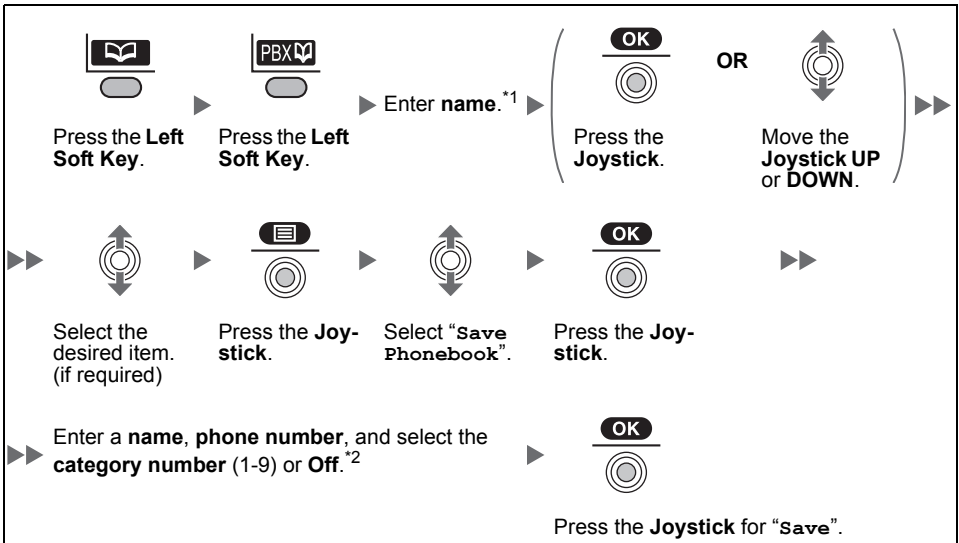 OK
PBX
OR
Enter name.*1
Press the Left
Soft Key.
Press the Left
Soft Key.
Press the
Joystick.
Move the
Joystick UP
or DOWN.
OK
Select the
desired item.
(if required)
Press the Joy-
stick.
Select “Save
Phonebook”.
Press the Joy-
stick.
Enter a name, phone number, and select the
category number (1-9) or Off.*2
OK
Press the Joystick for “Save”.